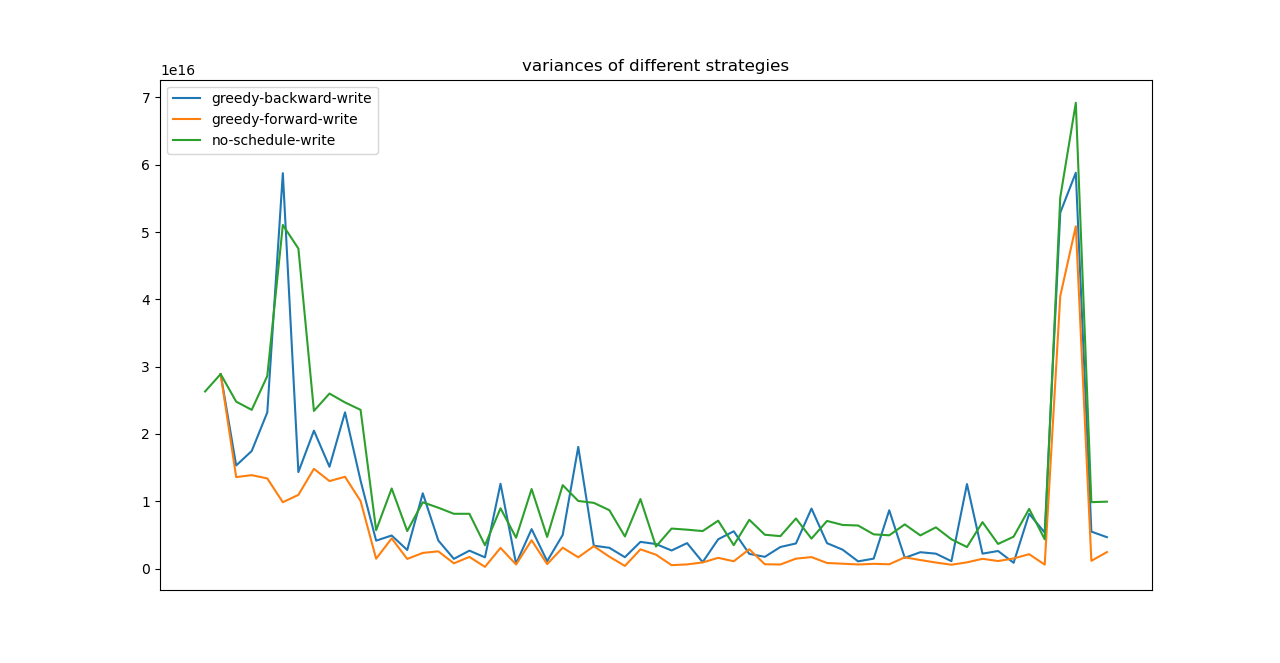 variances of different strategies
1e16
greedy-backward-write
greedy-forward-write
no-schedule-write
7
6
5
4
3
2
1
0